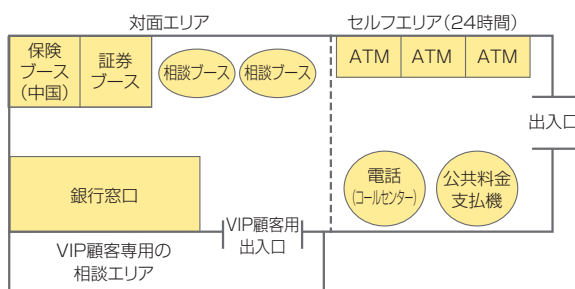 対面エリア
セルフエリア(24時間)
保険
ブース
(中国)
証券
ブース
相談ブース
相談ブース
ATM
ATM
ATM
出入口
銀行窓口
電話
(コールセンター)
公共料金
支払機
VIP顧客用
出入口
VIP顧客専用の
相談エリア